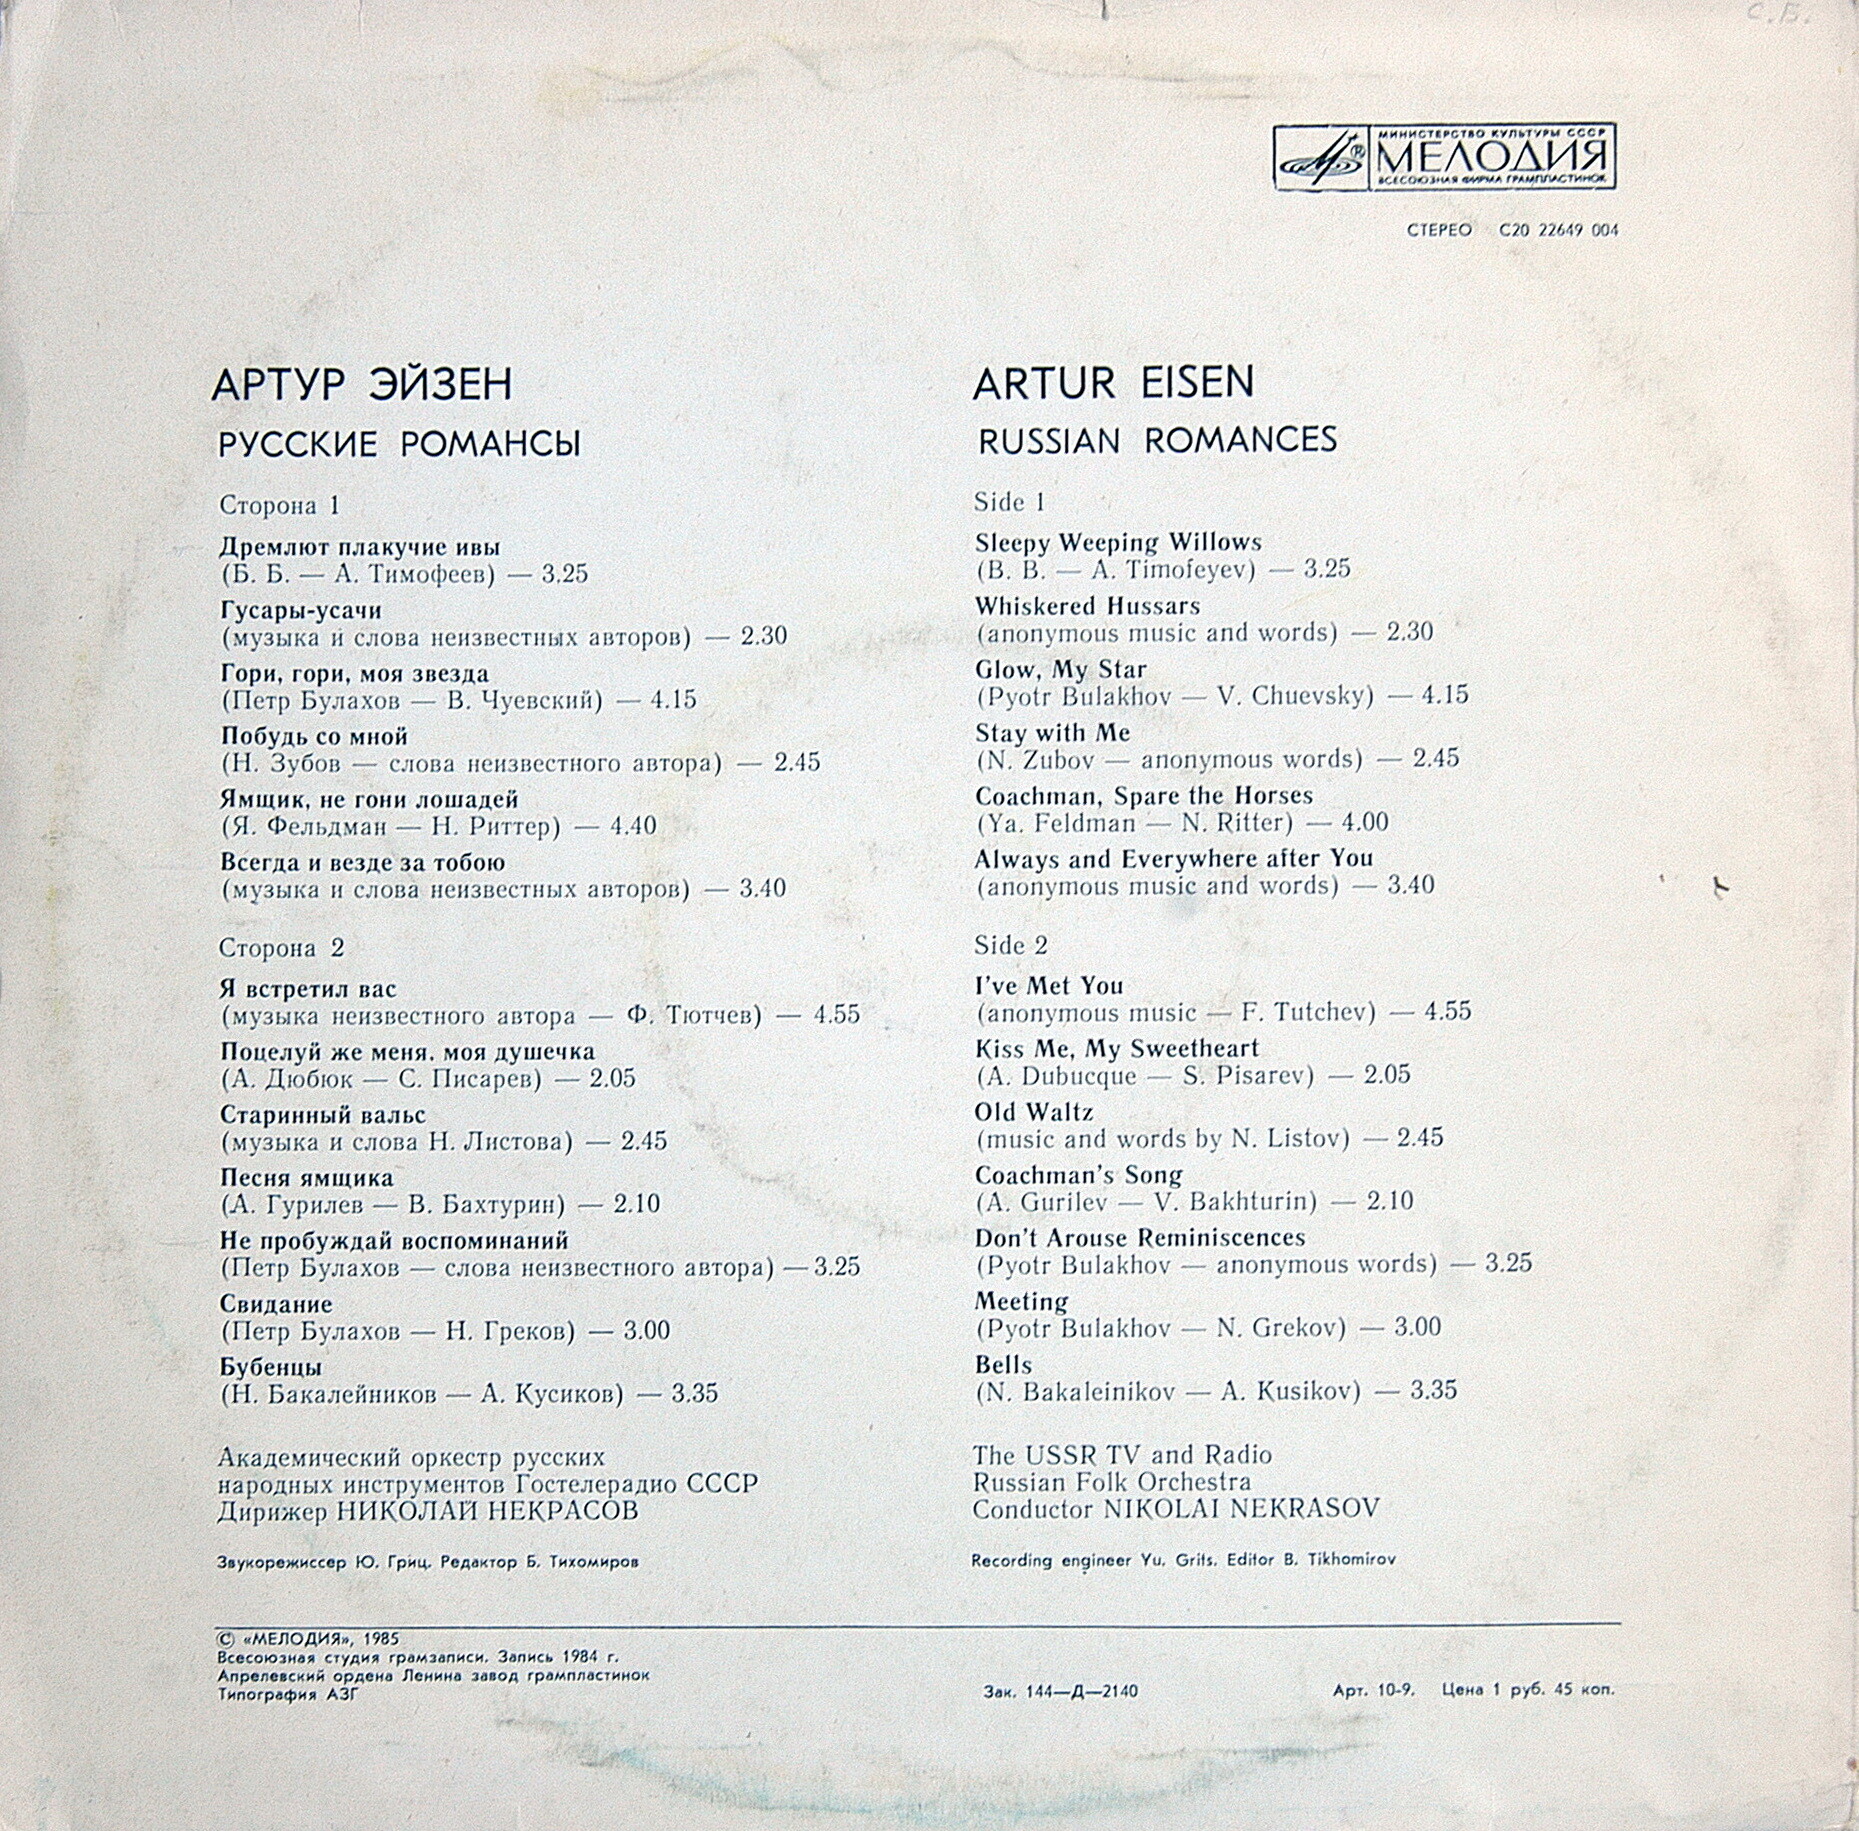 С.Б.
МИНИСТЕРСТВО КУЛЬТУРЫ СССР
МЕЛОДИЯ
ВСЕСОЮЗНАЯ ФИРМА ГРАМПЛАСТИНОК
СТЕРЕО С20 22649 004
АРТУР ЭЙЗЕН
РУССКИЕ РОМАНСЫ
Сторона 1
Дремлют плакучие ивы
(Б. Б. — А. Тимофеев) — 3.25
Гусары-усачи
(музыка и слова неизвестных авторов) — 2.30
Гори, гори, моя звезда
(Петр Булахов — В. Чуевский) — 4.15
Побудь со мной
(Н. Зубов — слова неизвестного автора) — 2.45
Ямщик, не гони лошадей
(Я. Фельдман — Н. Риттер) — 4.40
Всегда и везде за тобою
(музыка и слова неизвестных авторов) — 3.40
Сторона 2
Я встретил вас
(музыка неизвестного автора — Ф. Тютчев) — 4.55
Поцелуй же меня. моя душечка
(А. Дюбюк — С. Писарев) — 2.05
Старинный вальс
(музыка и слова Н. Листова) — 2.45
Песня ямщика
(А. Гурилев — В. Бахтурин) — 2.10
Не пробуждай воспоминаний
(Петр Булахов — слова неизвестного автора) — 3.25
Свидание
(Петр Булахов — Н. Греков) — 3.00
Бубенцы
(Н. Бакалейников — А. Кусиков) — 3.35
Академический оркестр русских
народных инструментов Гостелерадио СССР
Дирижер НИКОЛАЙ НЕКРАСОВ
Звукорежиссер Ю. Гриц. Редактор Б. Тихомиров
ARTUR EISEN
RUSSIAN ROMANCES
Side 1
Sleepy Weeping Willows
(B. B. — A. Timofeyev) — 3.25
Whiskered Hussars
(anonymous music and words) — 2.30
Glow, My Star
(Pyotr Bulakhov — V. Chuevsky) — 4.15
Stay with Me
(N. Zubov — anonymous words) — 2.45
Coachman, Spare the Horses
(Ya. Feldman — N. Ritter) — 4.00
Always and Everywhere after You
(anonymous music and words) — 3.40
Side 2
I've Met You
(anonymous music — F. Tutchev) — 4.55
Kiss Me, My Sweetheart
(A. Dubucque — S. Pisarev) — 2.05
Old Waltz
(music and words by N. Listov) — 2.45
Coachman's Song
(A. Gurilev — V. Bakhturin) — 2.10
Don't Arouse Reminiscences
(Pyotr Bulakhov — anonymous words) — 3.25
Meeting
(Pyotr Bulakhov — N. Grekov) — 3.00
Bells
(N. Bakaleinikov — A. Kusikov) — 3.35
The USSR TV and Radio
Russian Folk Orchestra
Conductor NIKOLAI NEKRASOV
Recording engineer Yu. Grits. Editor B. Tikhomirov
© «МЕЛОДИЯ», 1985
Всесоюзная студия грамзаписи. Запись 1984 г.
Апрелевский ордена Ленина завод грампластинок
Типография АЗГ
Зак. 144—Д—2140
Арт. 10-9. Цена 1 руб. 45 коп.